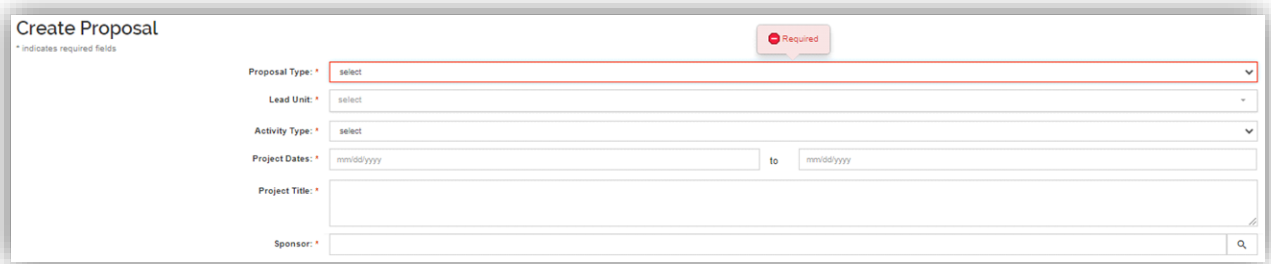 Create Proposal
* indicates required fields
Required
Proposal Type: * select
Lead Unit: * select
Activity Type: * select
Project Dates: * mm/dd/yyyy to mm/dd/yyyy
Project Title: *
Sponsor: *